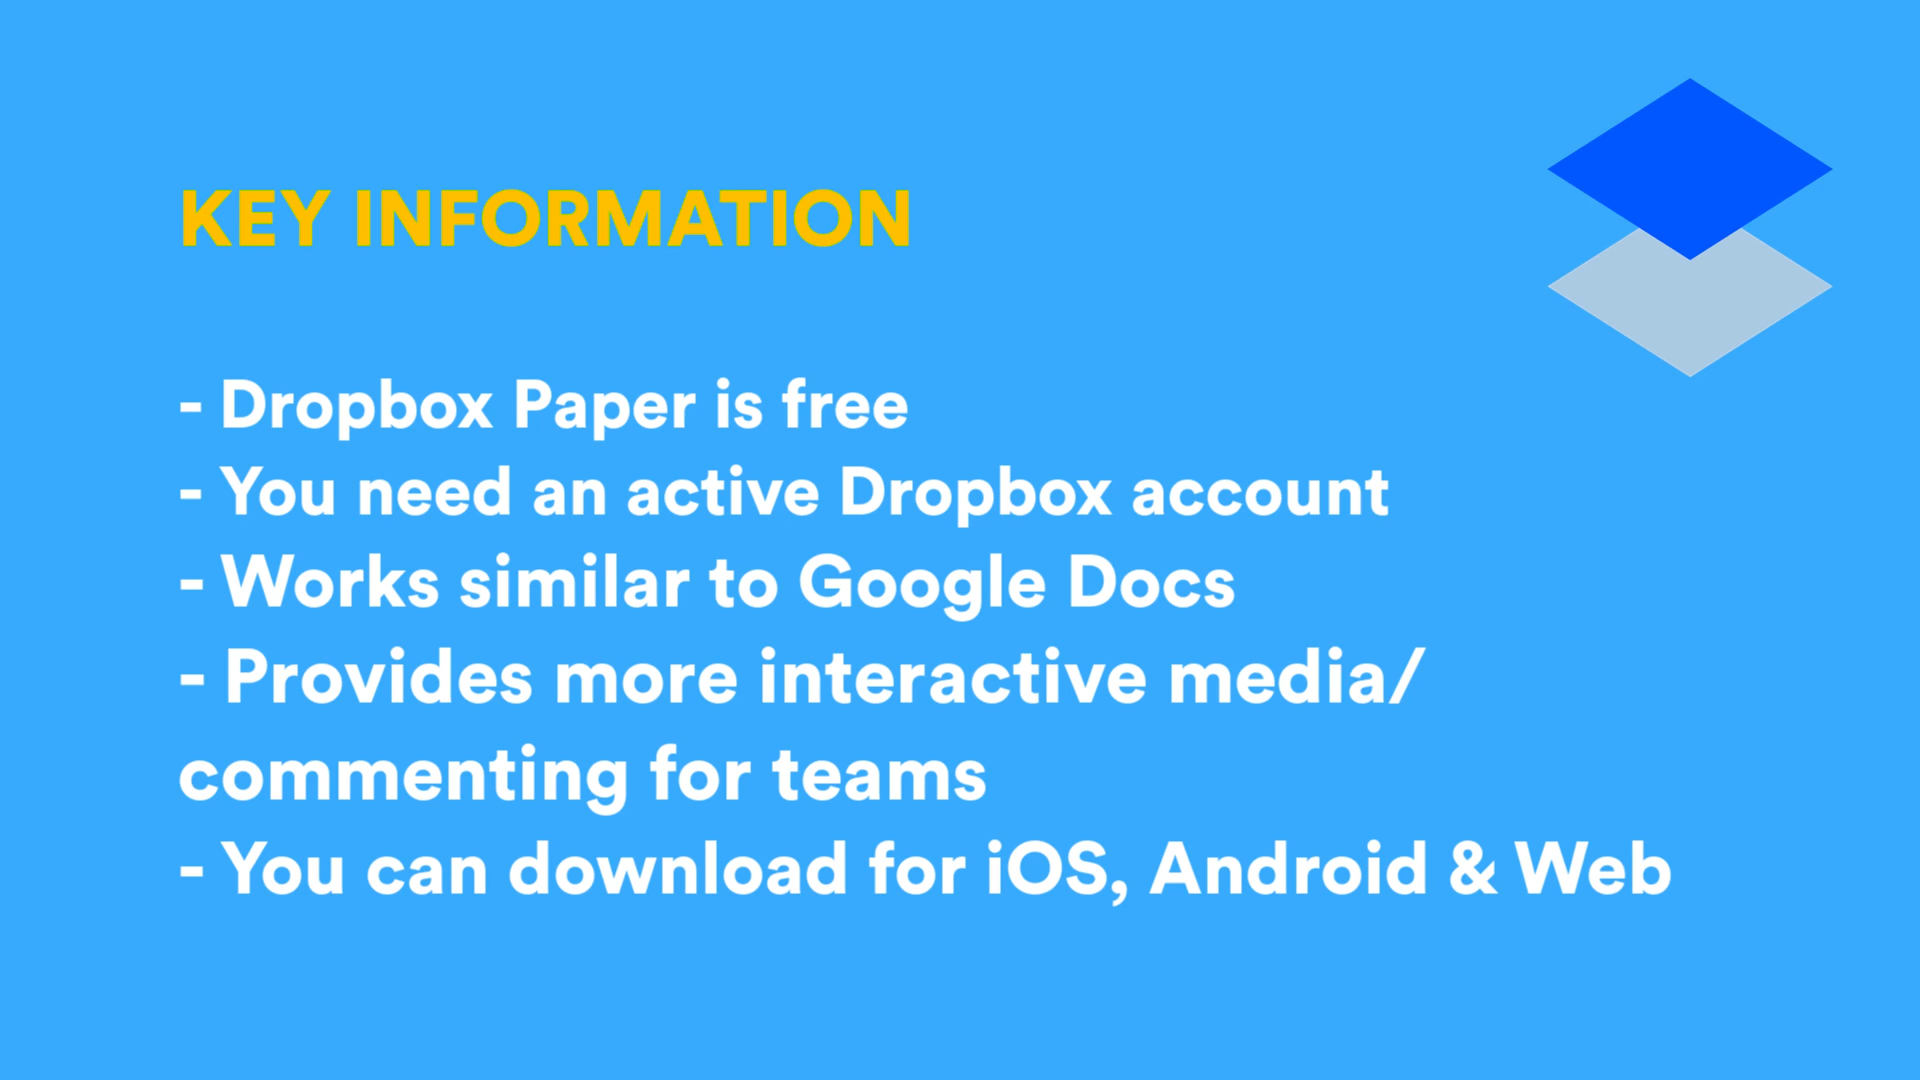 KEY INFORMATION
- Dropbox Paper is free
- You need an active Dropbox account
- Works similar to Google Docs
- Provides more interactive media/
commenting for teams
- You can download for iOS, Android & Web